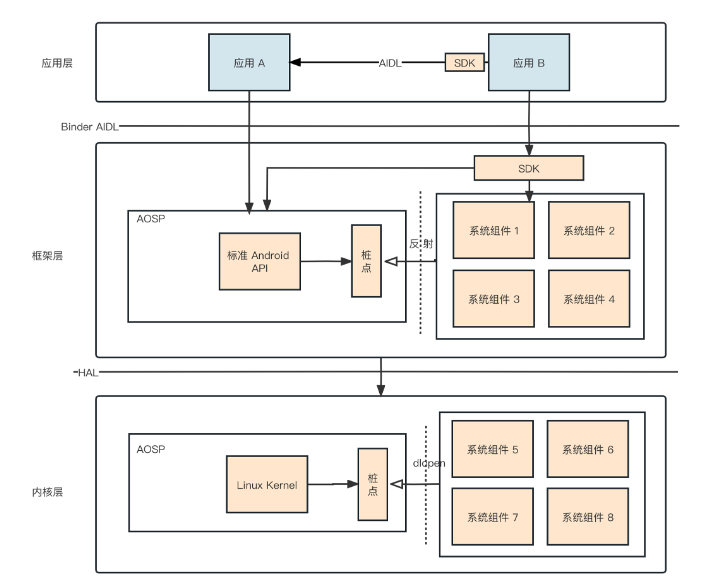 应用层
应用 A
AIDL
SDK
应用 B
Binder AIDL
SDK
框架层
AOSP
标准 Android
API
桩
点
反 射
系统组件 1
系统组件 2
系统组件 3
系统组件 4
HAL
内核层
AOSP
Linux Kernel
桩
点
dlopen
系统组件 5
系统组件 6
系统组件 7
系统组件 8